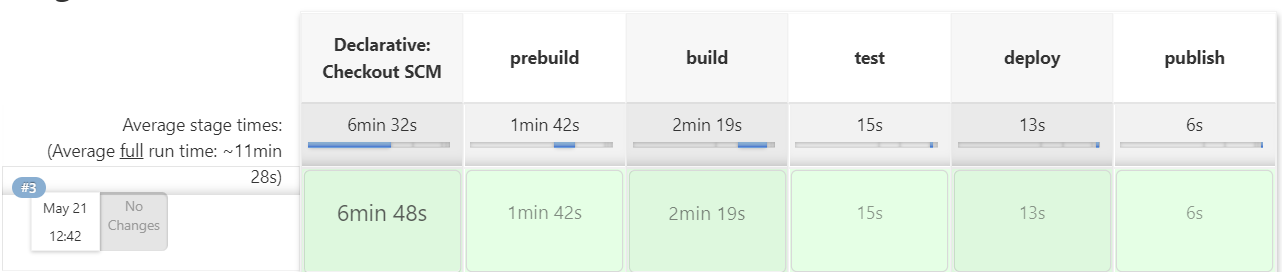 Declarative:
Checkout SCM
prebuild
build
test
deploy
publish
Average stage times:
(Average full run time: ~11min
28s)
6min 32s
1min 42s
2min 19s
15s
13s
6s
#3
May 21
12:42
No
Changes
6min 48s
1min 42s
2min 19s
15s
13s
6s